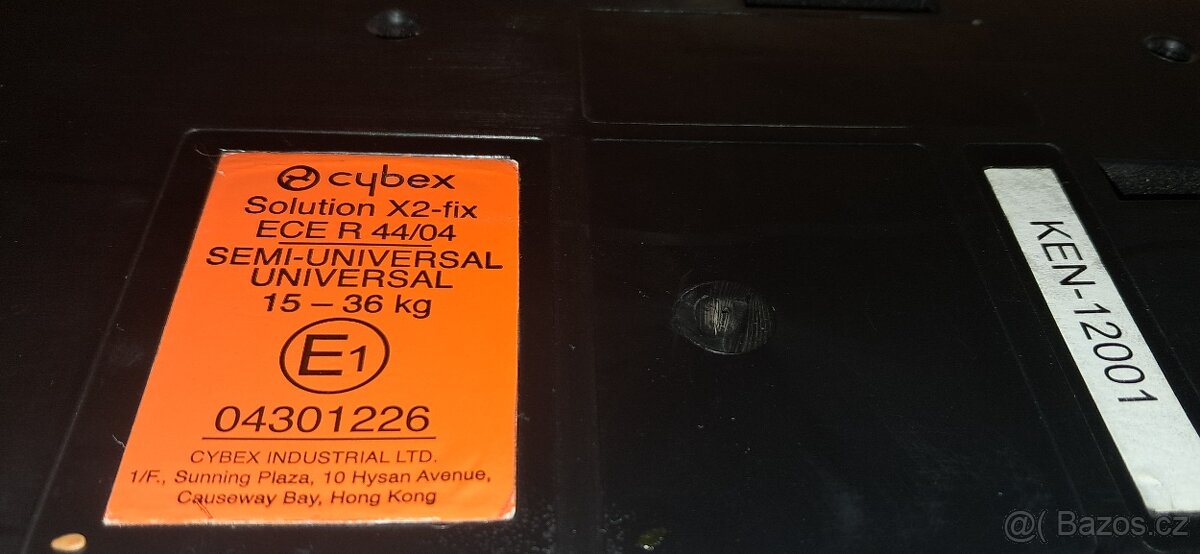 cybex
Solution X2-fix
ECE R 44/04
SEMI-UNIVERSAL
UNIVERSAL
15 – 36 kg
E1
04301226
CYBEX INDUSTRIAL LTD.
1/F., Sunning Plaza, 10 Hysan Avenue,
Causeway Bay, Hong Kong
KEN-12001
@( Bazos.cz